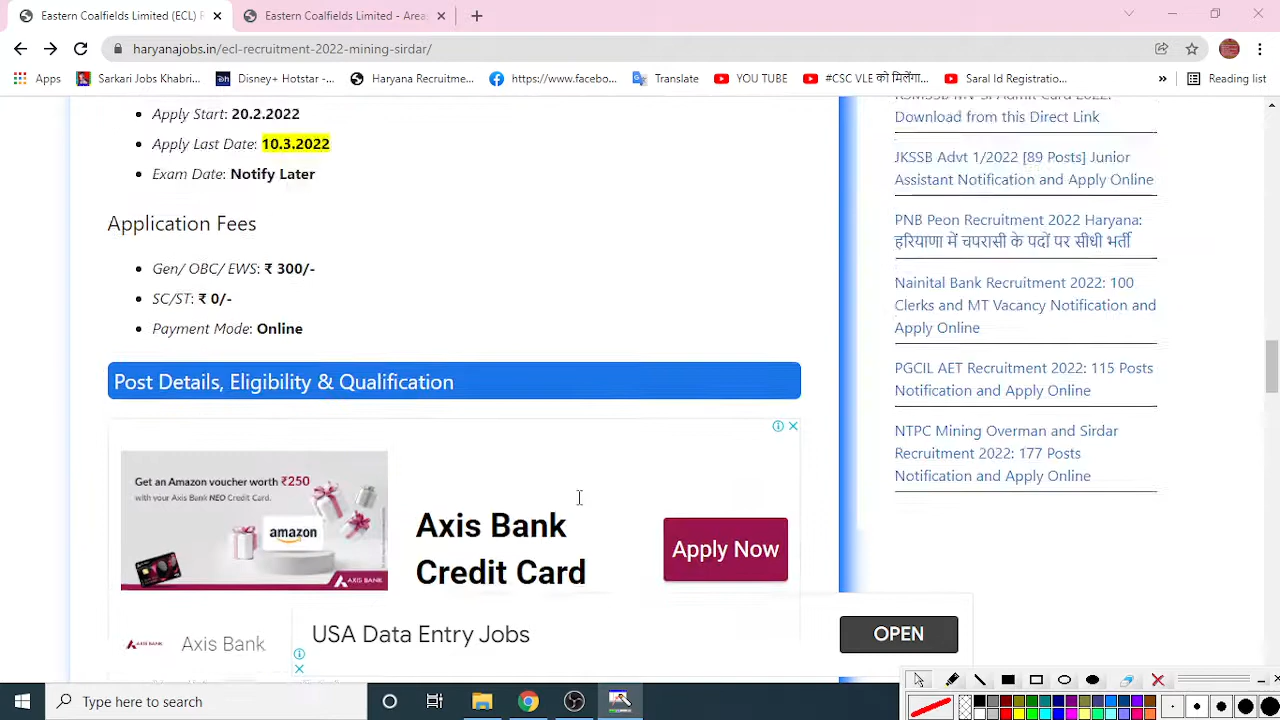 Eastern Coalfields Limited (ECL) F
Eastern Coalfields Limited - Area
haryanajobs.in/ecl-recruitment-2022-mining-sirdar/
Apps
Sarkari Jobs Khabri...
Disney+ Hotstar -...
Haryana Recruitme...
https://www.facebo...
Translate
YOU TUBE
#CSC VLE को मिलेंगा...
Saral Id Registratio...
»
Reading list
Apply Start: 20.2.2022
Apply Last Date: 10.3.2022
Exam Date: Notify Later
Application Fees
Gen/ OBC/ EWS: ₹ 300/-
SC/ST: ₹ 0/-
Payment Mode: Online
Post Details, Eligibility & Qualification
Get an Amazon voucher worth ₹250
with your Axis Bank NEO Credit Card.
amazon
AXIS BANK
Axis Bank
Credit Card
Apply Now
Axis Bank
USA Data Entry Jobs
OPEN
Download from this Direct Link
JKSSB Advt 1/2022 [89 Posts] Junior
Assistant Notification and Apply Online
PNB Peon Recruitment 2022 Haryana:
हरियाणा में चपरासी के पदों पर सीधी भर्ती
Nainital Bank Recruitment 2022: 100
Clerks and MT Vacancy Notification and
Apply Online
PGCIL AET Recruitment 2022: 115 Posts
Notification and Apply Online
NTPC Mining Overman and Sirdar
Recruitment 2022: 177 Posts
Notification and Apply Online
Type here to search